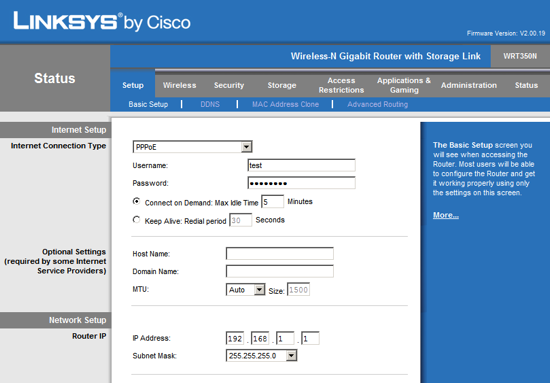 LINKSYS® by Cisco
Firmware Version: V2.00.19
Wireless-N Gigabit Router with Storage Link WRT350N
Status
Setup Wireless Security Storage Access Restrictions Applications & Gaming Administration Status
Basic Setup | DDNS | MAC Address Clone | Advanced Routing
Internet Setup
Internet Connection Type
PPPoE
Username: test
Password: ••••••••
Connect on Demand: Max Idle Time 5 Minutes
Keep Alive: Redial period 30 Seconds
Optional Settings
(required by some Internet
Service Providers)
Host Name:
Domain Name:
MTU: Auto Size: 1500
Network Setup
Router IP
IP Address: 192 . 168 . 1 . 1
Subnet Mask: 255.255.255.0
The Basic Setup screen you
will see when accessing the
Router. Most users will be able
to configure the Router and get
it working properly using only
the settings on this screen.
More...